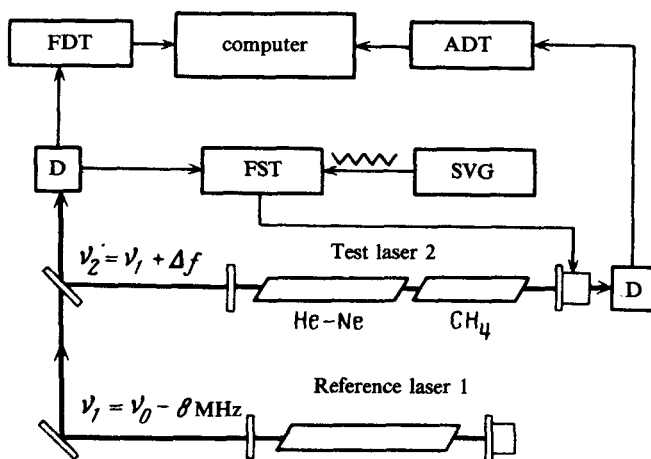 FDT
computer
ADT
D
FST
SVG
Test laser 2
ν₂ = ν₁ + Δf
D
He-Ne
CH₄
Reference laser 1
ν₁ = ν₀ - 8 MHz